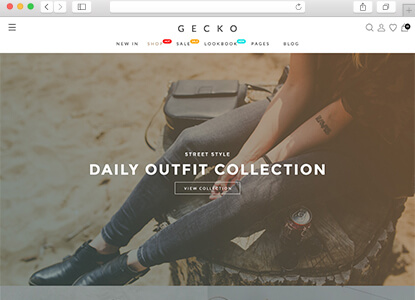 GECKO
NEW IN SHOP SALE LOOKBOOK PAGES BLOG
STREET STYLE
DAILY OUTFIT COLLECTION
VIEW COLLECTION